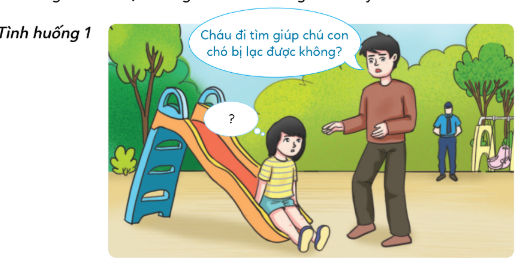 Tình huống 1
Cháu đi tìm giúp chú con
chó bị lạc được không?
?